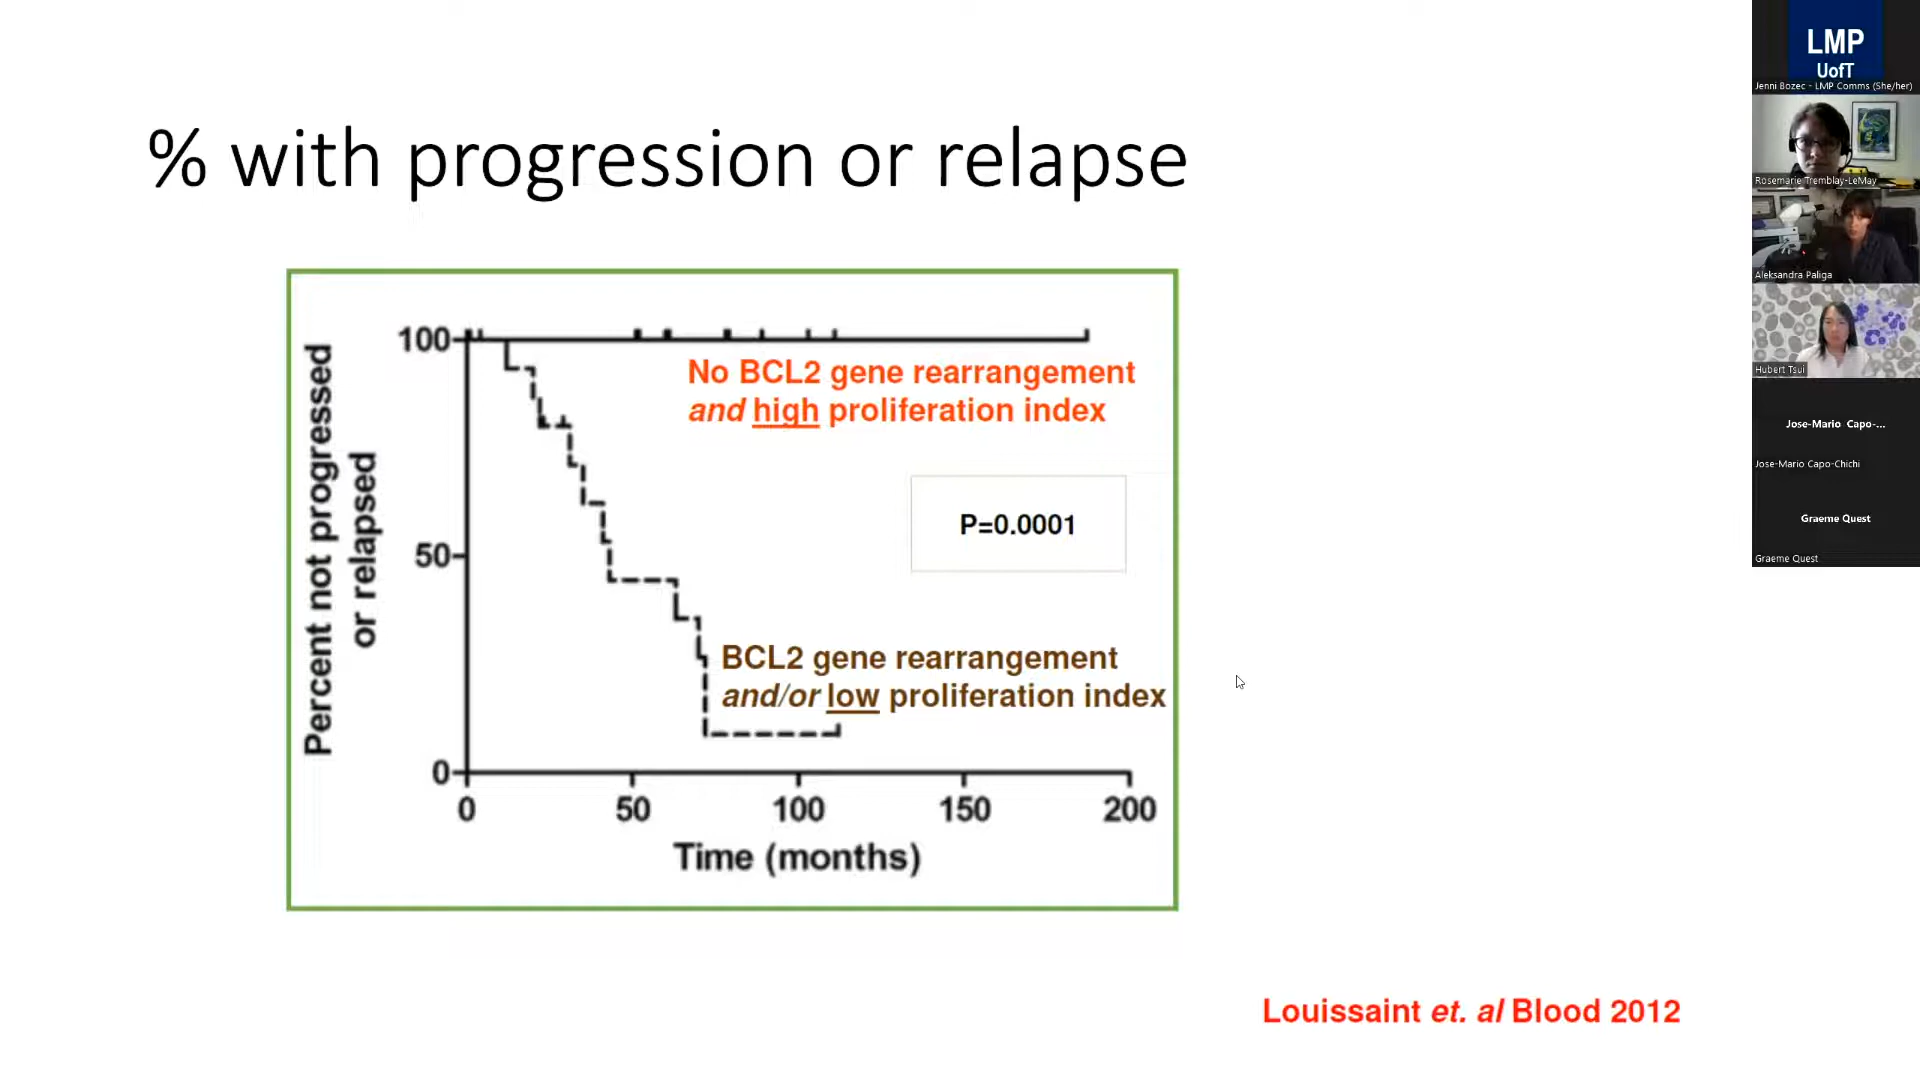 % with progression or relapse
Percent not progressed
or relapsed
100
50
0
No BCL2 gene rearrangement
and high proliferation index
P=0.0001
BCL2 gene rearrangement
and/or low proliferation index
0 50 100 150 200
Time (months)
Louissaint et. al Blood 2012
LMP
UofT
Jenni Bozec - LMP Comms (She/her)
Rosemarie Tremblay-LeMay
Aleksandra Paliga
Hubert Tsui
Jose-Mario Capo-...
Jose-Mario Capo-Chichi
Graeme Quest
Graeme Quest